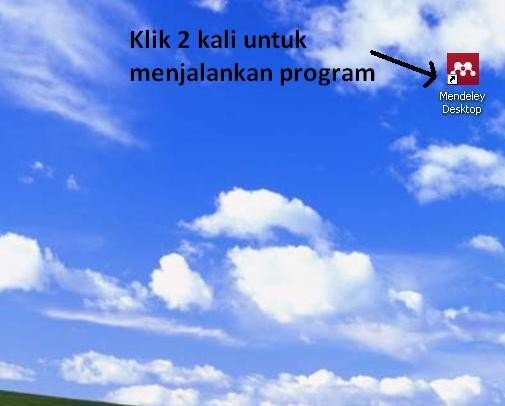 Klik 2 kali untuk
menjalankan program
Mendeley
Desktop